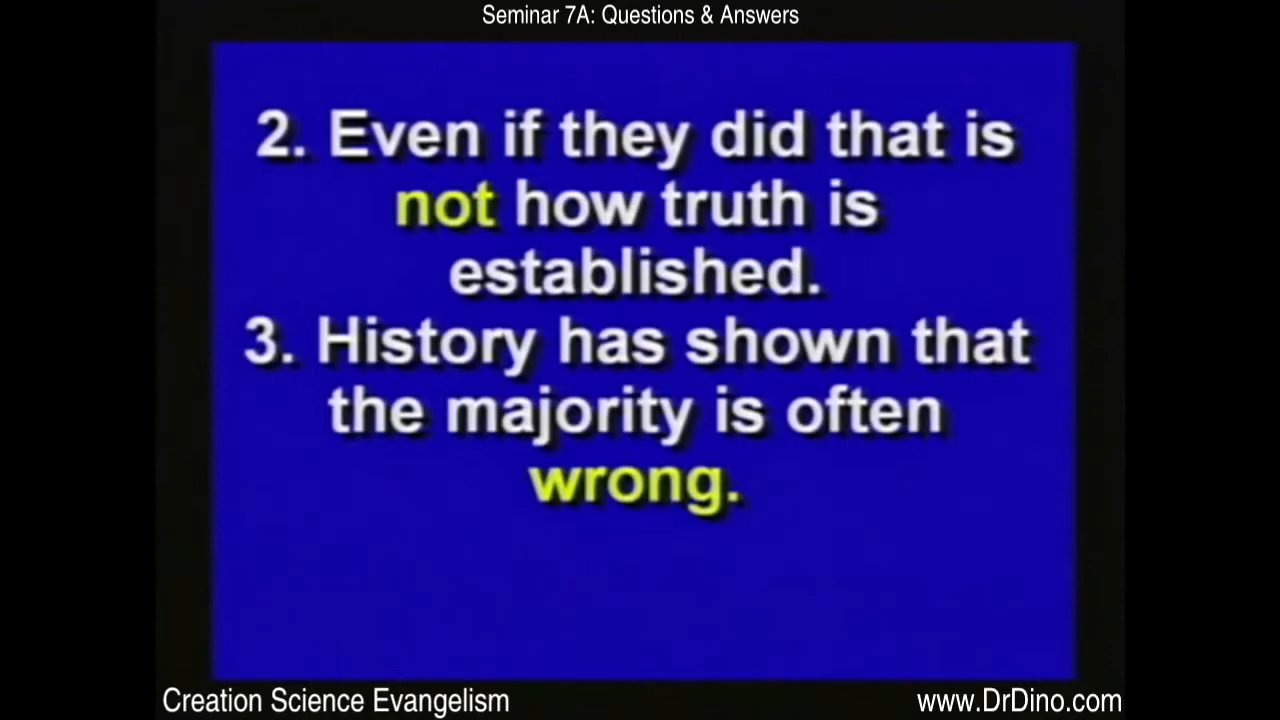 Seminar 7A: Questions & Answers
2. Even if they did that is
not how truth is
established.
3. History has shown that
the majority is often
wrong.
Creation Science Evangelism
www.DrDino.com